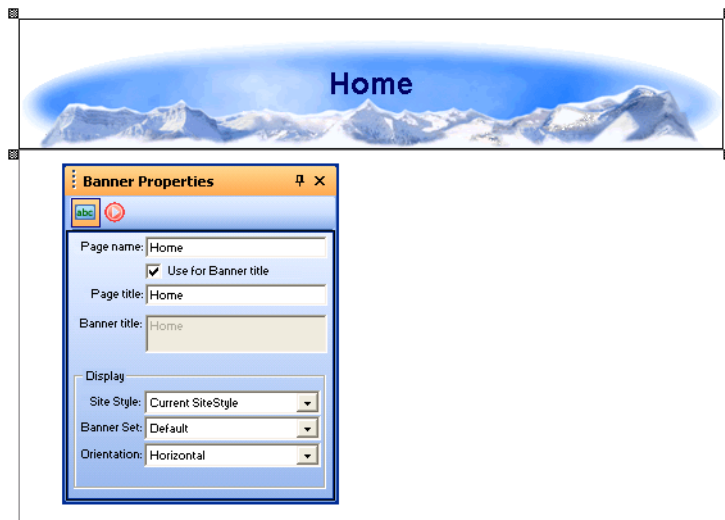 Home
Banner Properties
abc
Page name: Home
Use for Banner title
Page title: Home
Banner title: Home
Display
Site Style: Current SiteStyle
Banner Set: Default
Orientation: Horizontal